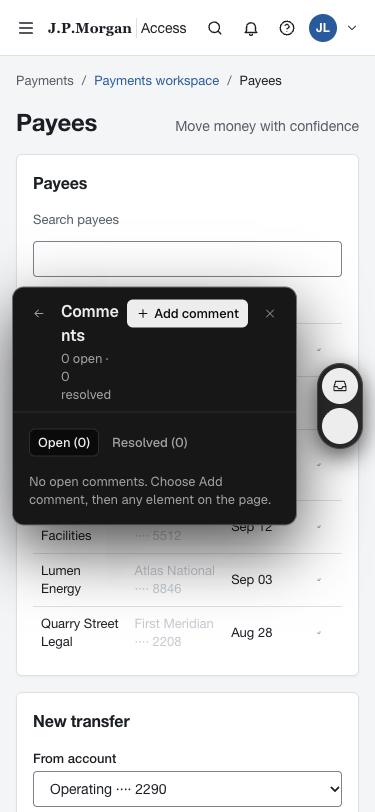 J.P.Morgan Access JL
Payments / Payments workspace / Payees
Payees Move money with confidence
Payees
Search payees
Comments
+ Add comment
0 open · 0 resolved
Open (0) Resolved (0)
No open comments. Choose Add
comment, then any element on the page.
Facilities ···· 5512 Sep 12
Lumen Energy Atlas National ···· 8846 Sep 03
Quarry Street Legal First Meridian ···· 2208 Aug 28
New transfer
From account
Operating ···· 2290